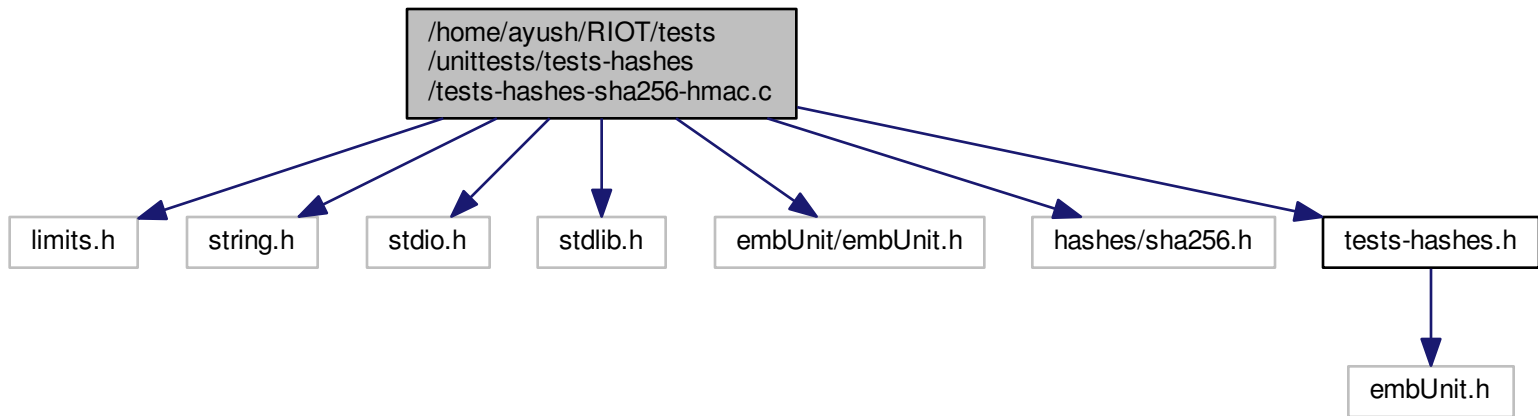 /home/ayush/RIOT/tests
/unittests/tests-hashes
/tests-hashes-sha256-hmac.c
limits.h
string.h
stdio.h
stdlib.h
embUnit/embUnit.h
hashes/sha256.h
tests-hashes.h
embUnit.h